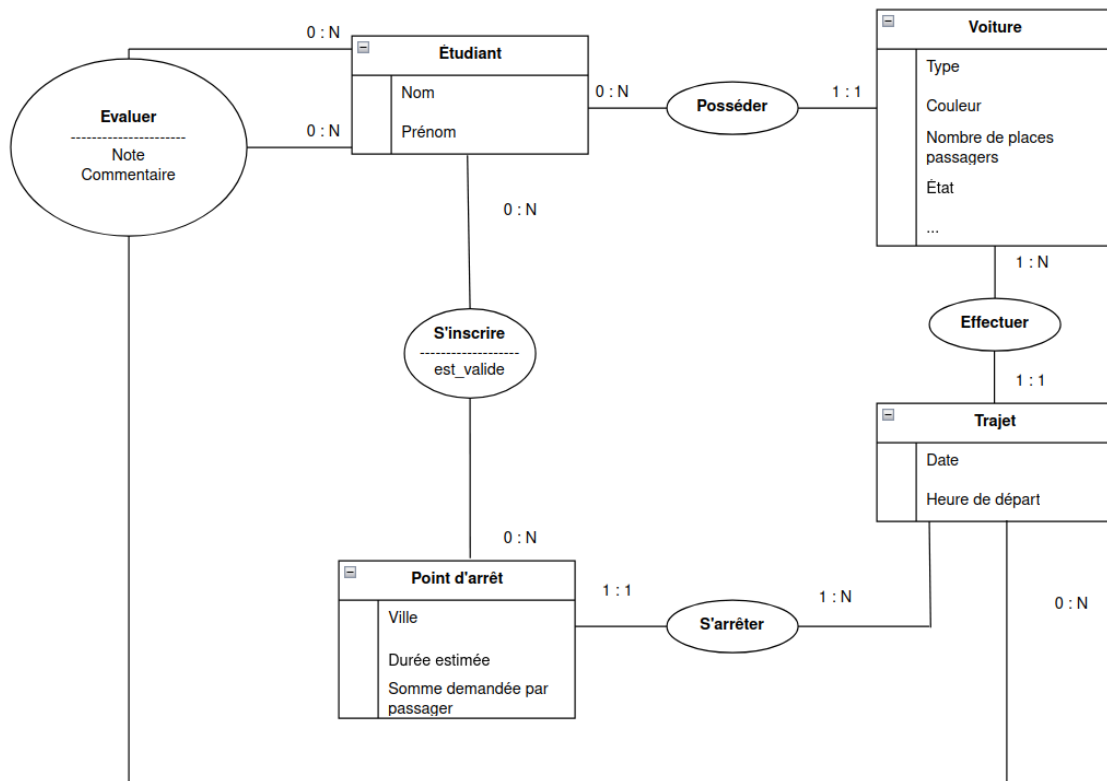 0 : N
Étudiant
Nom
Prénom
0 : N
Posséder
1 : 1
Voiture
Type
Couleur
Nombre de places
passagers
État
...
Evaluer
-----------------------
Note
Commentaire
0 : N
0 : N
1 : N
Effectuer
1 : 1
S'inscrire
--------------------
est_valide
Trajet
Date
Heure de départ
0 : N
Point d'arrêt
Ville
Durée estimée
Somme demandée par
passager
1 : 1
S'arrêter
1 : N
0 : N